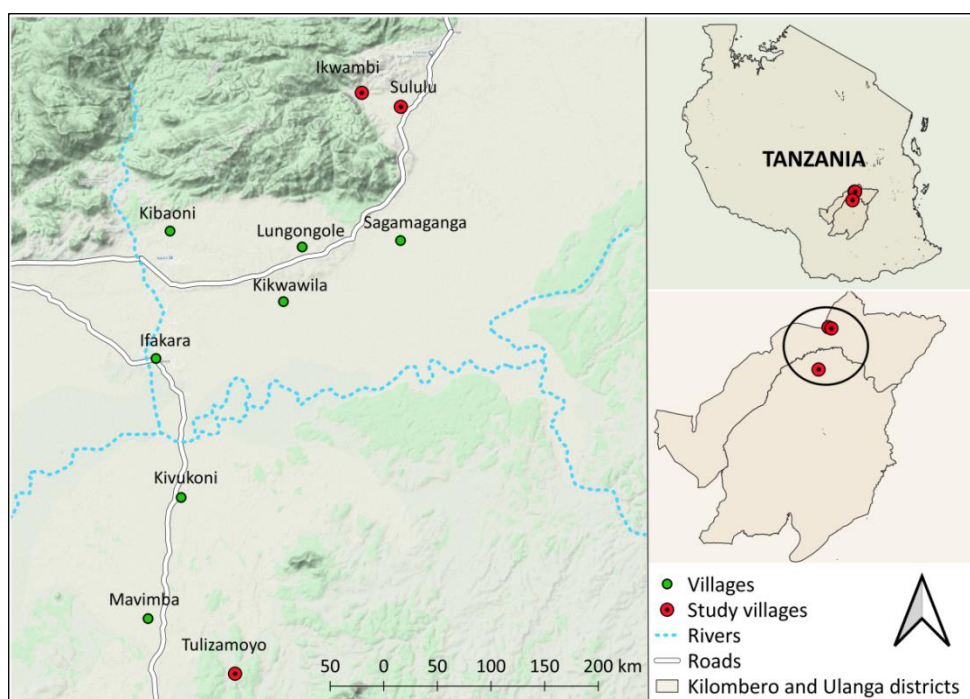 Ikwambi
Sululu
Kibaoni
Lungongole
Sagamaganga
Kikwawila
Ifakara
Kivukoni
Mavimba
Tulizamoyo
50 0 50 100 150 200 km
TANZANIA
Villages
Study villages
Rivers
Roads
Kilombero and Ulanga districts